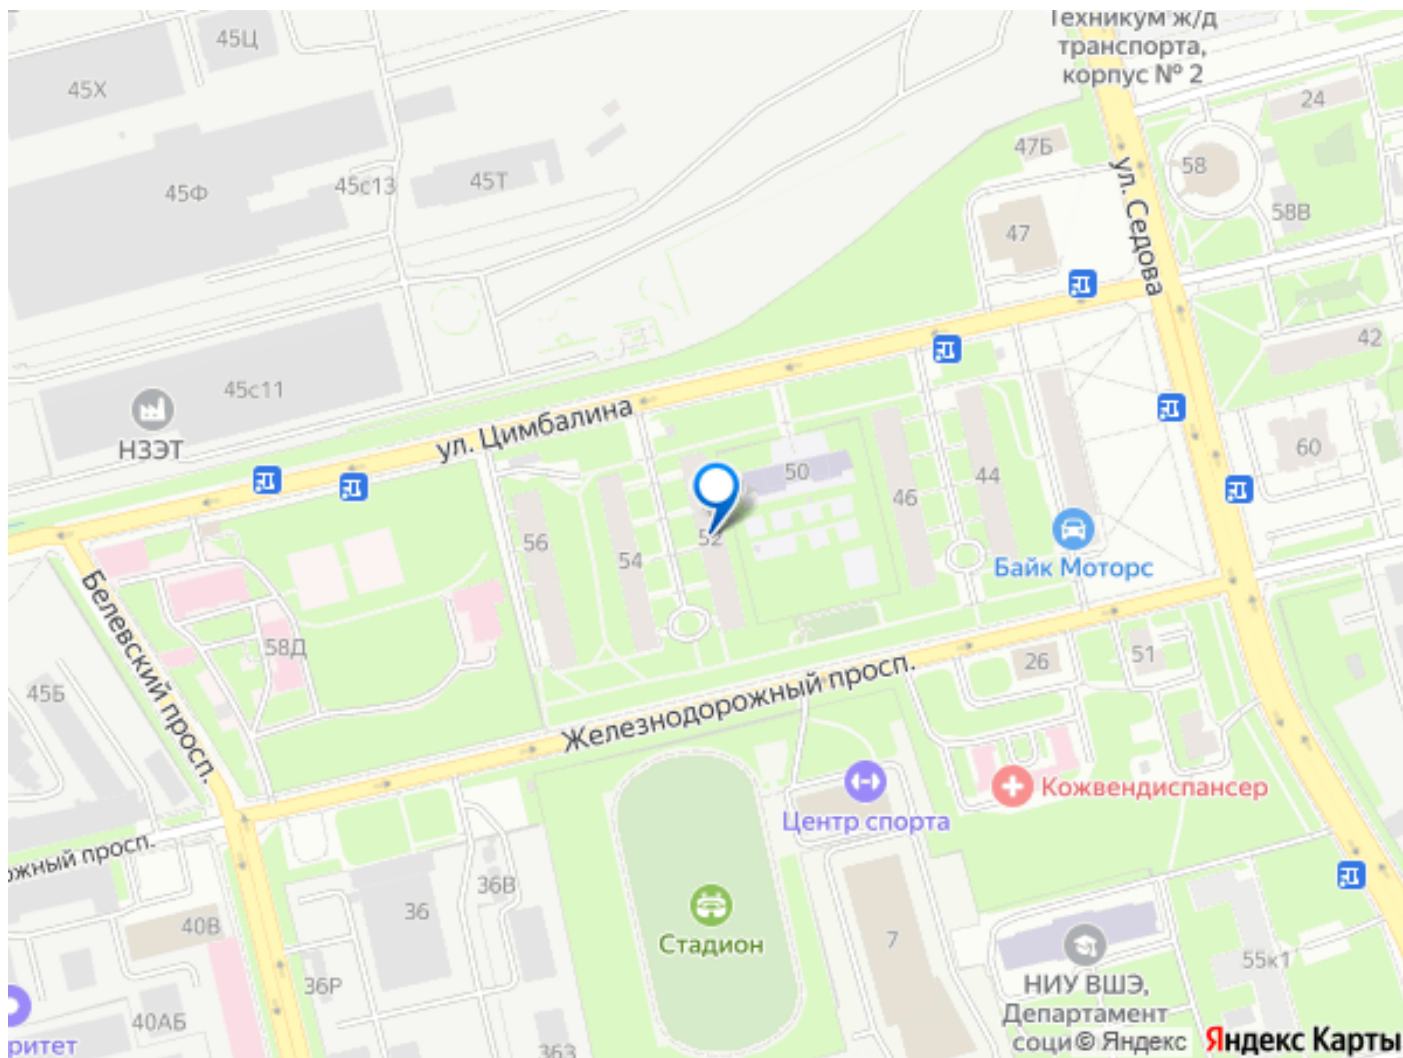 Техникум ж/д
транспорта,
корпус № 2
45Ц
45Х
24
47Б
58
45Ф
45с13
45Т
58В
47
ул. Седова
42
45с11
НЗЭТ
ул. Цимбалина
60
50
46
44
56
54
52
Байк Моторс
Белевский просп.
58Д
45Б
26
51
Железнодорожный просп.
Кожвендиспансер
Центр спорта
ожный просп.
36В
36
40В
Стадион
7
55к1
36Р
НИУ ВШЭ,
Департамент
соци
40АБ
ритет
363
© Яндекс
Яндекс Карты